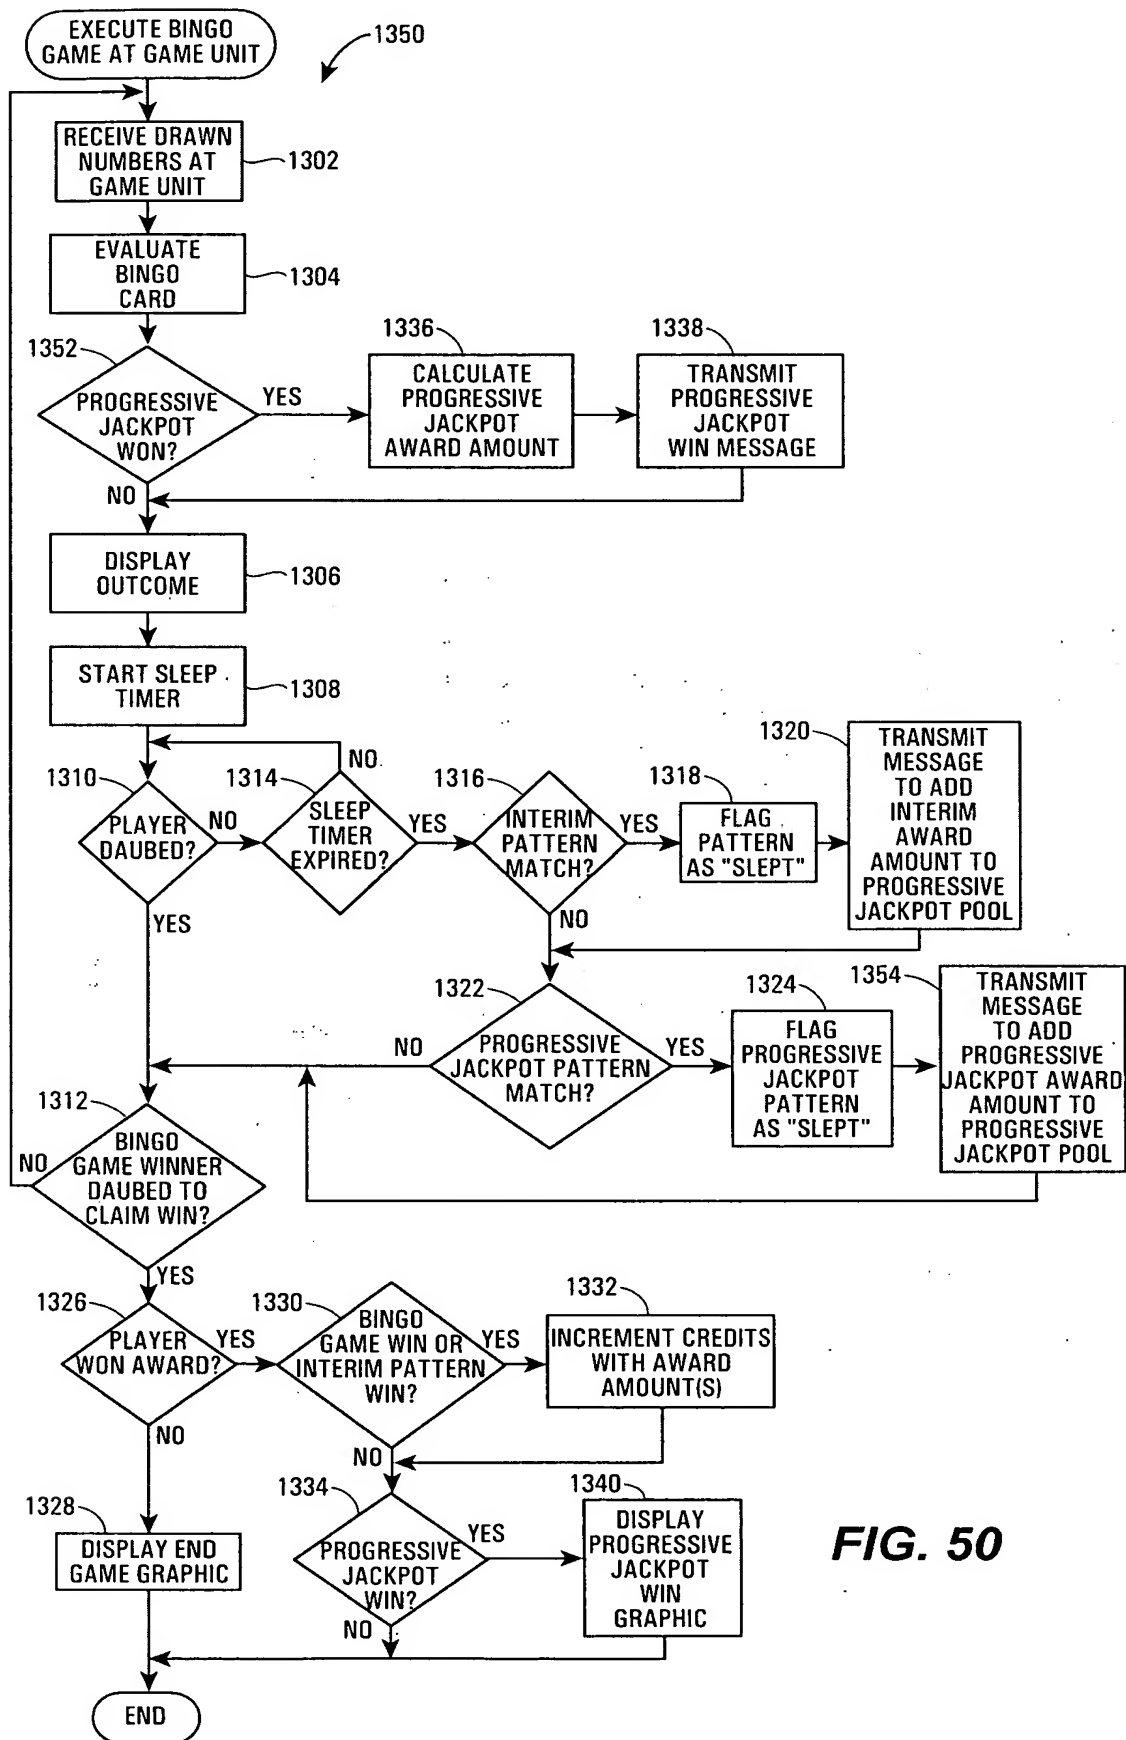 EXECUTE BINGO
GAME AT GAME UNIT
1350
RECEIVE DRAWN
NUMBERS AT
GAME UNIT
1302
EVALUATE
BINGO
CARD
1304
1352
PROGRESSIVE
JACKPOT
WON?
YES
NO
1336
CALCULATE
PROGRESSIVE
JACKPOT
AWARD AMOUNT
1338
TRANSMIT
PROGRESSIVE
JACKPOT
WIN MESSAGE
DISPLAY
OUTCOME
1306
START SLEEP
TIMER
1308
1310
PLAYER
DAUBED?
NO
YES
1314
SLEEP
TIMER
EXPIRED?
NO
YES
1316
INTERIM
PATTERN
MATCH?
YES
NO
1318
FLAG
PATTERN
AS "SLEPT"
1320
TRANSMIT
MESSAGE
TO ADD
INTERIM
AWARD
AMOUNT TO
PROGRESSIVE
JACKPOT POOL
1322
PROGRESSIVE
JACKPOT PATTERN
MATCH?
NO
YES
1324
FLAG
PROGRESSIVE
JACKPOT
PATTERN
AS "SLEPT"
1354
TRANSMIT
MESSAGE
TO ADD
PROGRESSIVE
JACKPOT AWARD
AMOUNT TO
PROGRESSIVE
JACKPOT POOL
1312
BINGO
GAME WINNER
DAUBED TO
CLAIM WIN?
NO
YES
1326
PLAYER
WON AWARD?
YES
NO
1330
BINGO
GAME WIN OR
INTERIM PATTERN
WIN?
YES
NO
1332
INCREMENT CREDITS
WITH AWARD
AMOUNT(S)
1334
PROGRESSIVE
JACKPOT
WIN?
YES
NO
1340
DISPLAY
PROGRESSIVE
JACKPOT
WIN
GRAPHIC
1328
DISPLAY END
GAME GRAPHIC
END
FIG. 50